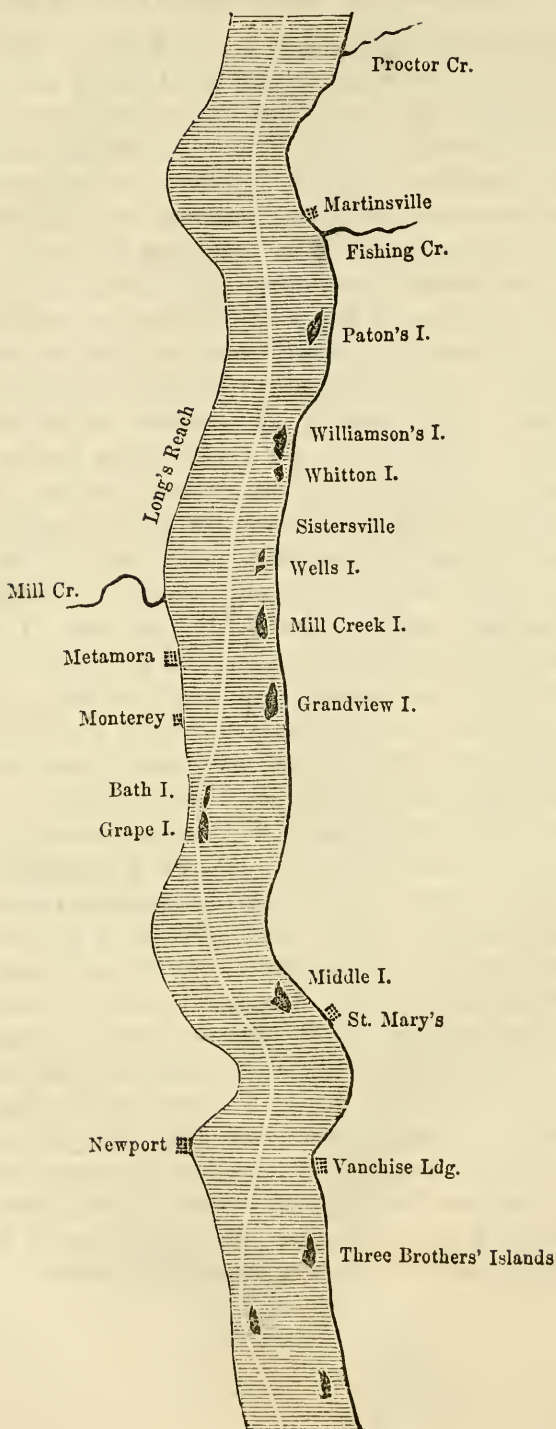 Proctor Cr.
Martinsville
Fishing Cr.
Paton's I.
Long's Reach
Williamson's I.
Whitton I.
Sistersville
Mill Cr.
Wells I.
Mill Creek I.
Metamora
Grandview I.
Monterey
Bath I.
Grape I.
Middle I.
St. Mary's
Newport
Vanchise Ldg.
Three Brothers' Islands